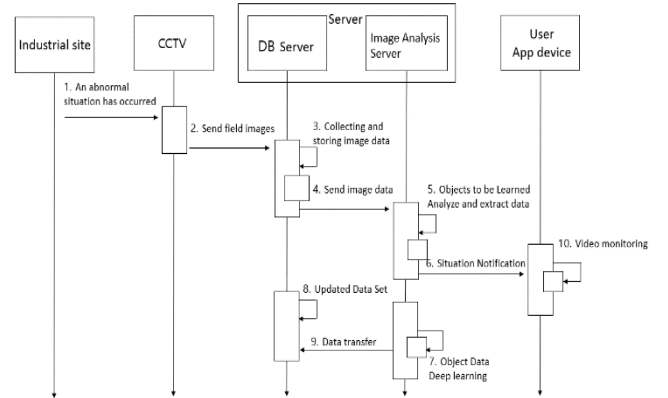 Server
Industrial site
CCTV
DB Server
Image Analysis
Server
User
App device
1. An abnormal
situation has occurred
2. Send field images
3. Collecting and
storing image data
4. Send image data
5. Objects to be Learned
Analyze and extract data
6. Situation Notification
10. Video monitoring
8. Updated Data Set
9. Data transfer
7. Object Data
Deep learning